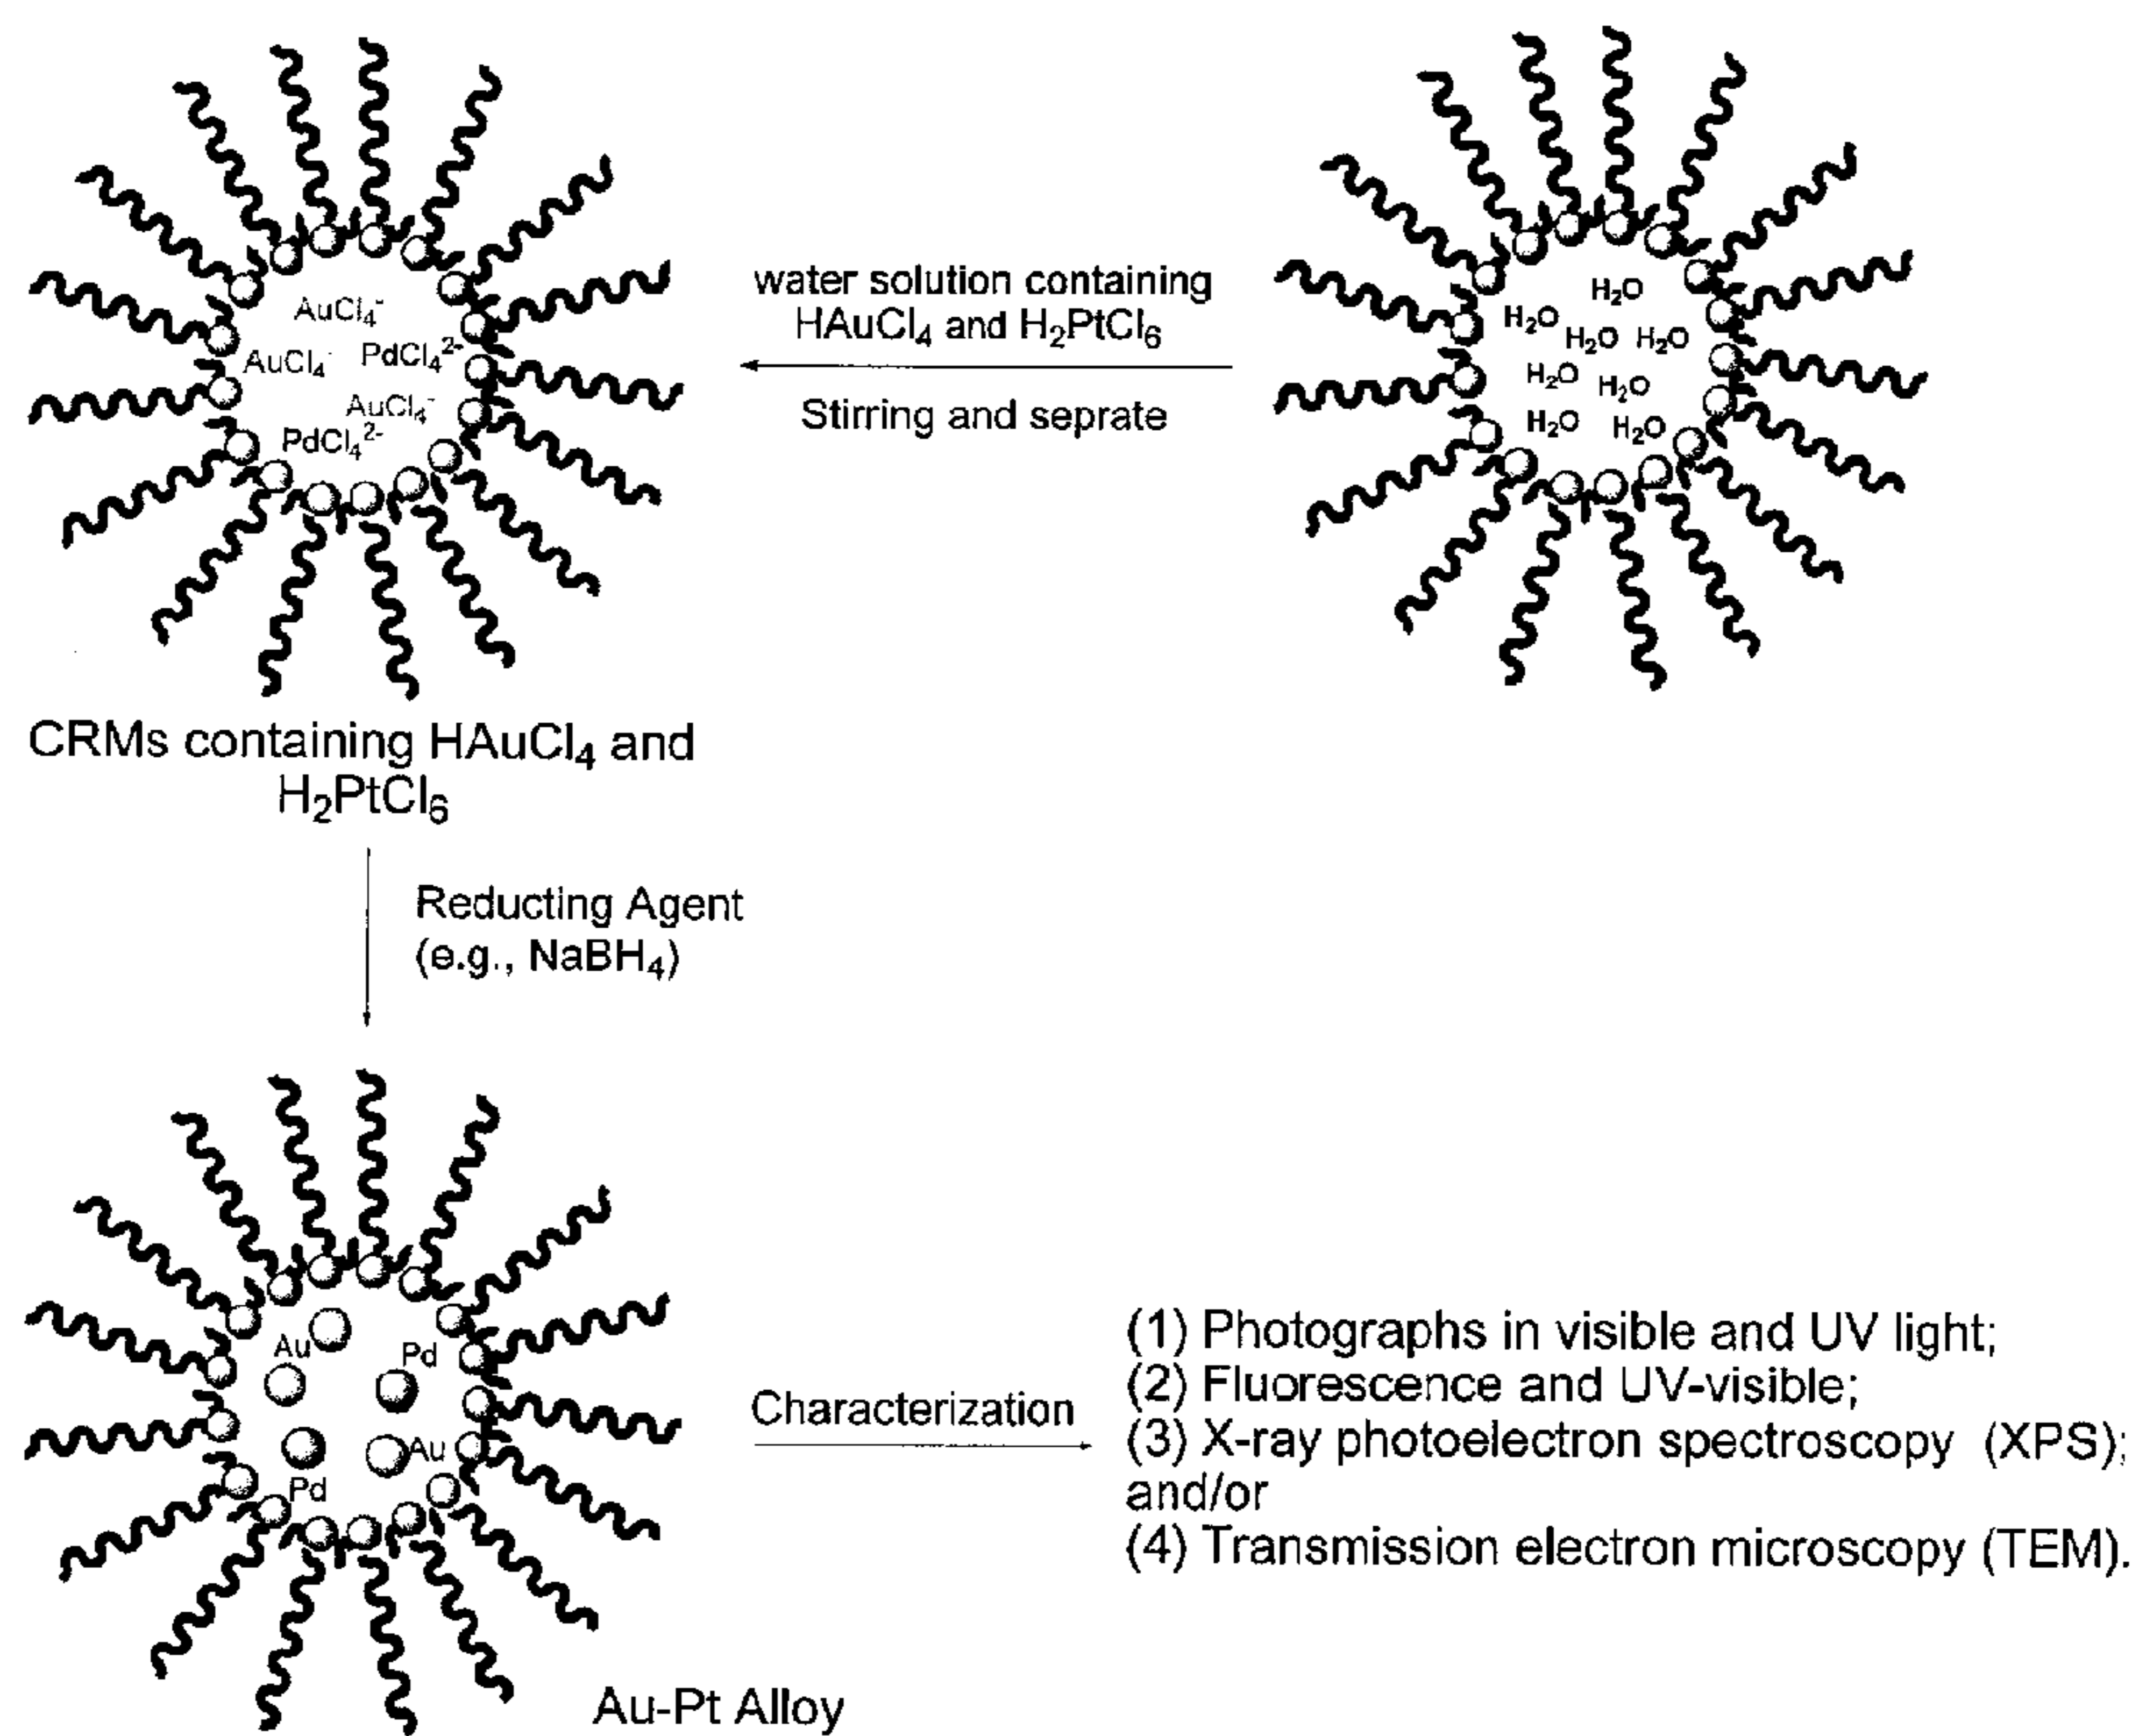 AuCl₄⁻
AuCl₄⁻ PdCl₄²⁻
AuCl₄⁻
PdCl₄²⁻
water solution containing
HAuCl₄ and H₂PtCl₆
Stirring and seprate
H₂O
H₂O
H₂O H₂O
H₂O H₂O
H₂O H₂O
CRMs containing HAuCl₄ and
H₂PtCl₆
Reducting Agent
(e.g., NaBH₄)
Au Pd
Au
Pd
Au-Pt Alloy
Characterization
(1) Photographs in visible and UV light;
(2) Fluorescence and UV-visible;
(3) X-ray photoelectron spectroscopy (XPS);
and/or
(4) Transmission electron microscopy (TEM).